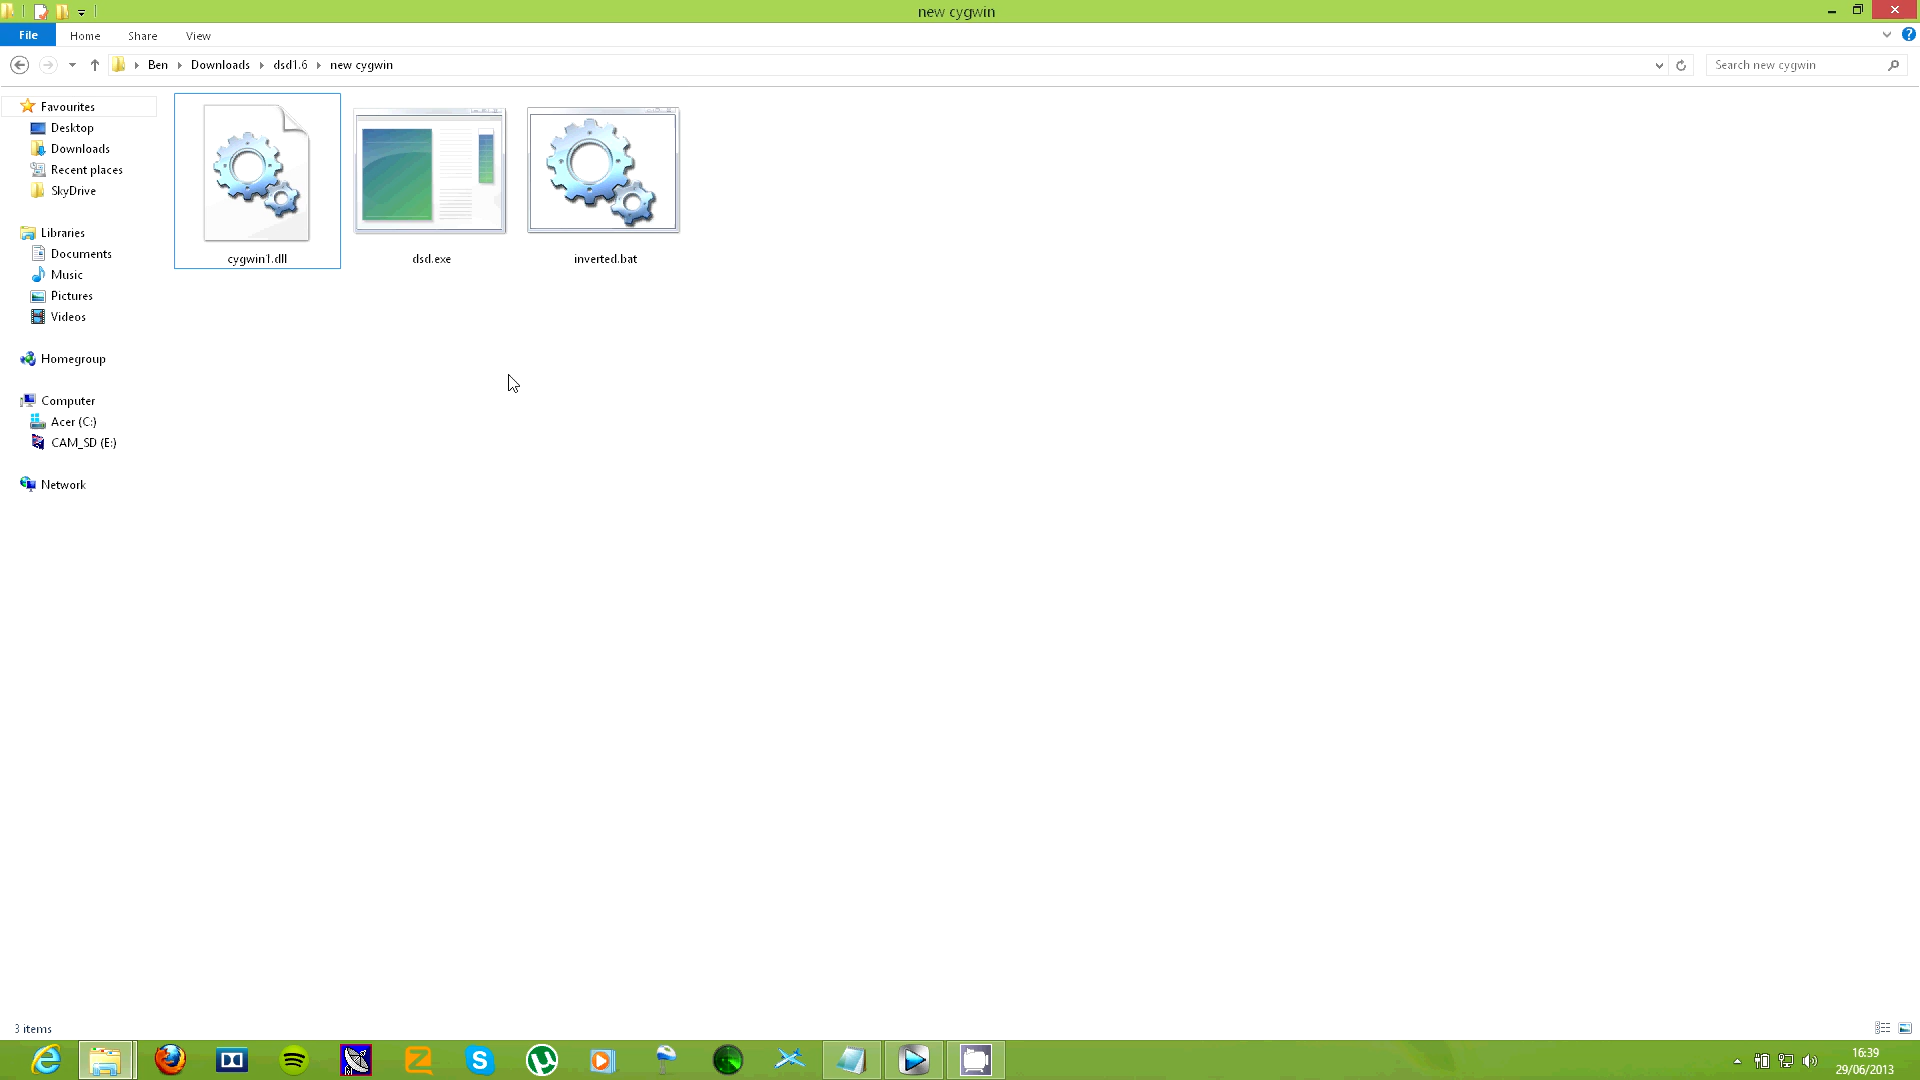 new cygwin
File Home Share View
Ben Downloads dsd1.6 new cygwin
Search new cygwin
Favourites
Desktop
Downloads
Recent places
SkyDrive
Libraries
Documents
Music
Pictures
Videos
Homegroup
Computer
Acer (C:)
CAM_SD (E:)
Network
cygwin1.dll dsd.exe inverted.bat
3 items
16:39
29/06/2013